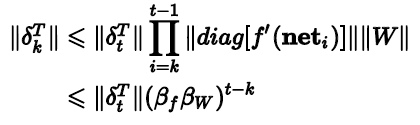 ‖δ_k^T‖ ⩽ ‖δ_t^T‖ ∏_{i=k}^{t−1} ‖diag[f′(net_i)]‖‖W‖
⩽ ‖δ_t^T‖(β_f β_W)^{t−k}